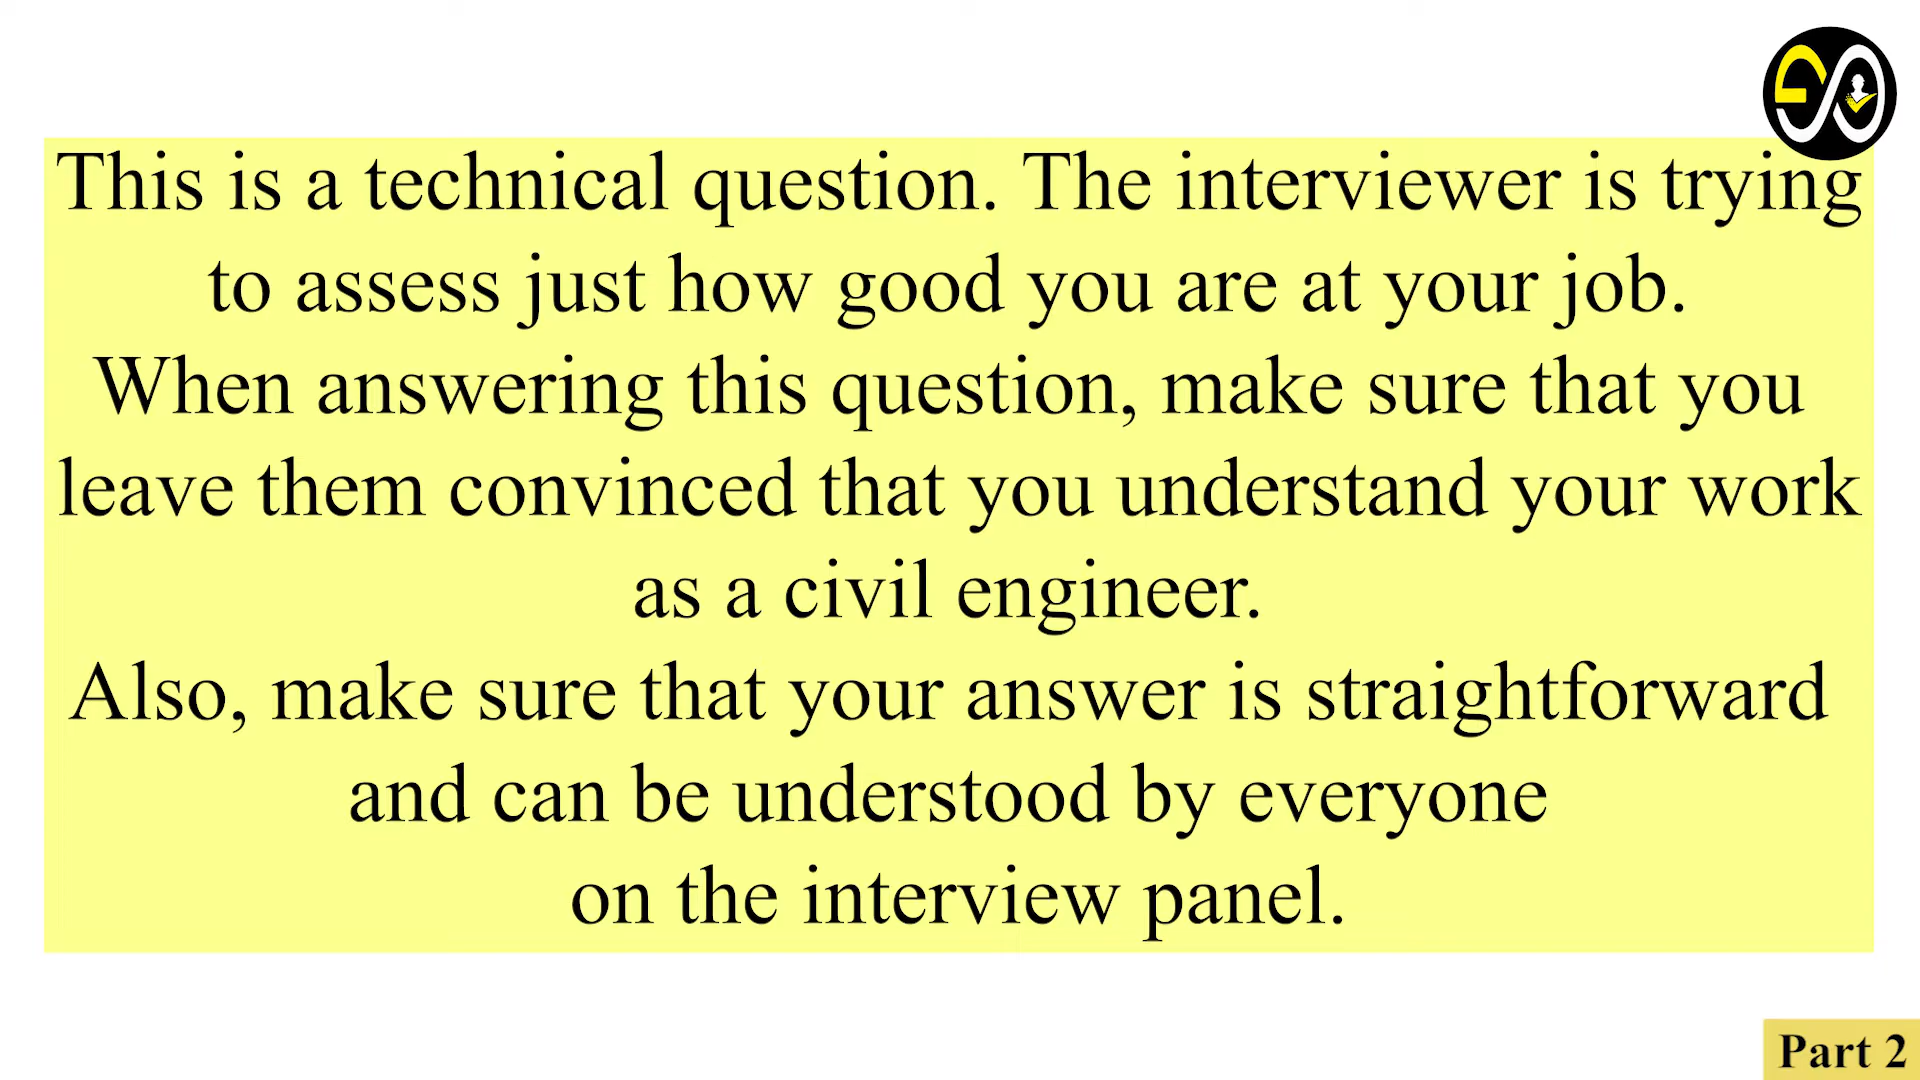 This is a technical question. The interviewer is trying
to assess just how good you are at your job.
When answering this question, make sure that you
leave them convinced that you understand your work
as a civil engineer.
Also, make sure that your answer is straightforward
and can be understood by everyone
on the interview panel.
Part 2